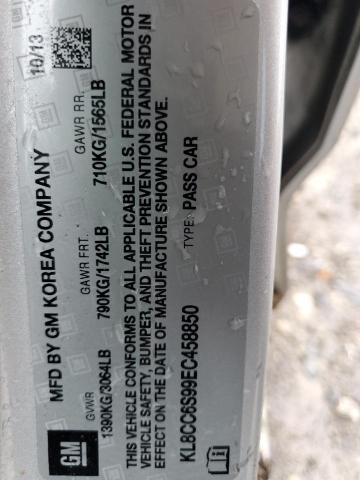 GM
MFD BY GM KOREA COMPANY 10/13
GVWR GAWR FRT. GAWR RR.
1390KG/3064LB 790KG/1742LB 710KG/1565LB
THIS VEHICLE CONFORMS TO ALL APPLICABLE U.S. FEDERAL MOTOR
VEHICLE SAFETY, BUMPER, AND THEFT PREVENTION STANDARDS IN
EFFECT ON THE DATE OF MANUFACTURE SHOWN ABOVE.
KL8CC6S99EC458850 TYPE: PASS CAR